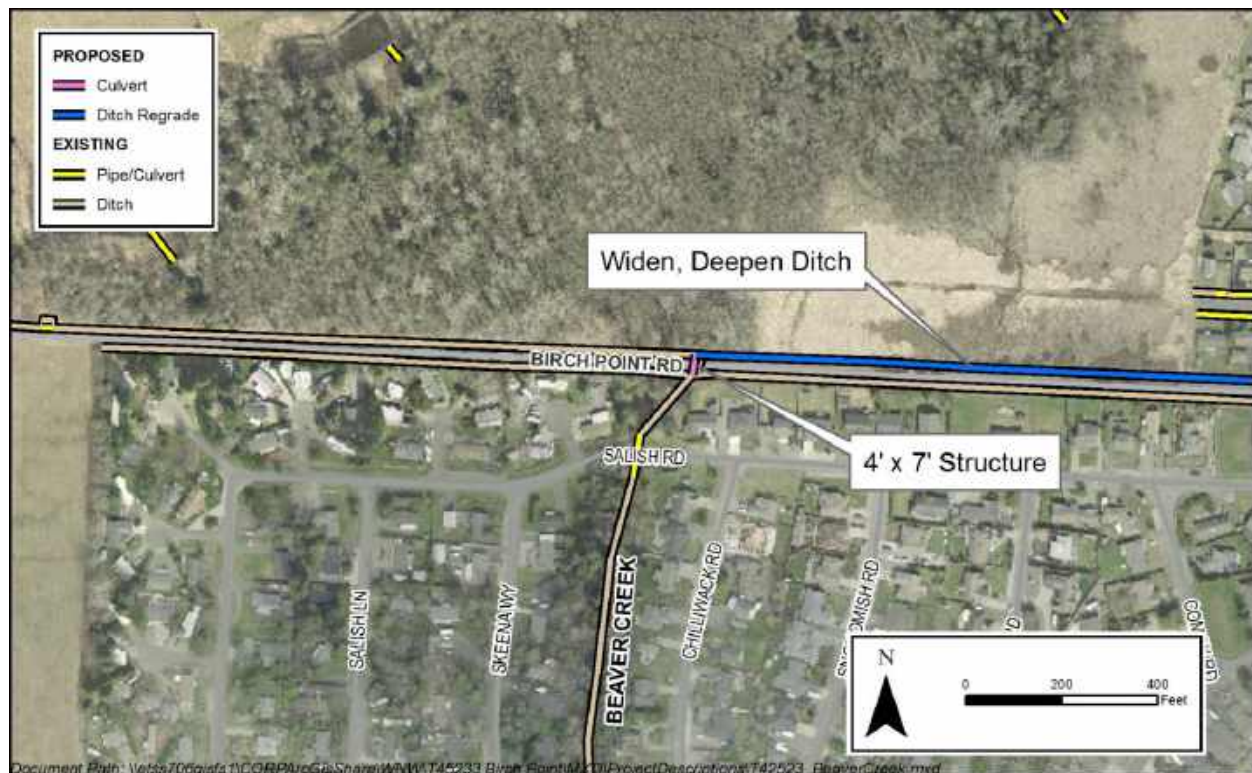 PROPOSED
Culvert
Ditch Regrade
EXISTING
Pipe/Culvert
Ditch
Widen, Deepen Ditch
BIRCH POINT RD
4' x 7' Structure
SALISH RD
BEAVER CREEK
CHILLIWACK RD
SALISH LN
SKEENA WY
N
0 200 400
Feet